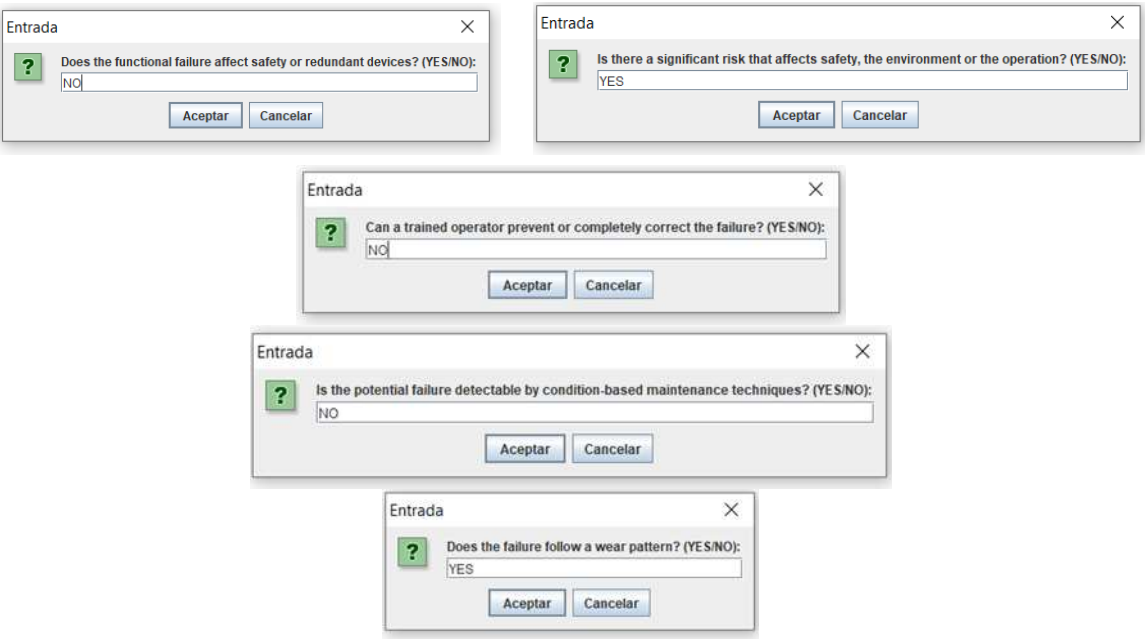 Entrada
Does the functional failure affect safety or redundant devices? (YES/NO):
NO
Aceptar Cancelar
Entrada
Is there a significant risk that affects safety, the environment or the operation? (YES/NO):
YES
Aceptar Cancelar
Entrada
Can a trained operator prevent or completely correct the failure? (YES/NO):
NO
Aceptar Cancelar
Entrada
Is the potential failure detectable by condition-based maintenance techniques? (YES/NO):
NO
Aceptar Cancelar
Entrada
Does the failure follow a wear pattern? (YES/NO):
YES
Aceptar Cancelar